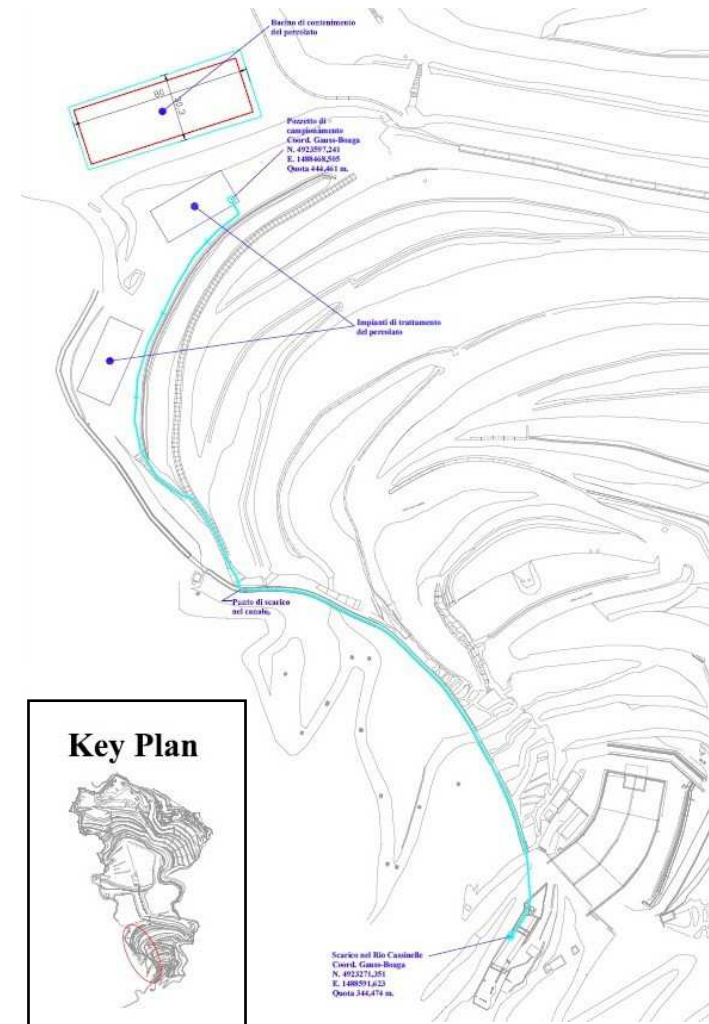 Bacino di contenimento
del percolato
80
30,3
Pozzetto di
campionamento
Coord. Gauss-Boaga
N. 4923597,241
E. 1488468,505
Quota 444,461 m.
Impianti di trattamento
del percolato
Punto di scarico
nel canale.
Key Plan
Scarico nel Rio Cassinelle
Coord. Gauss-Boaga
N. 4923271,351
E. 1488591,623
Quota 344,474 m.